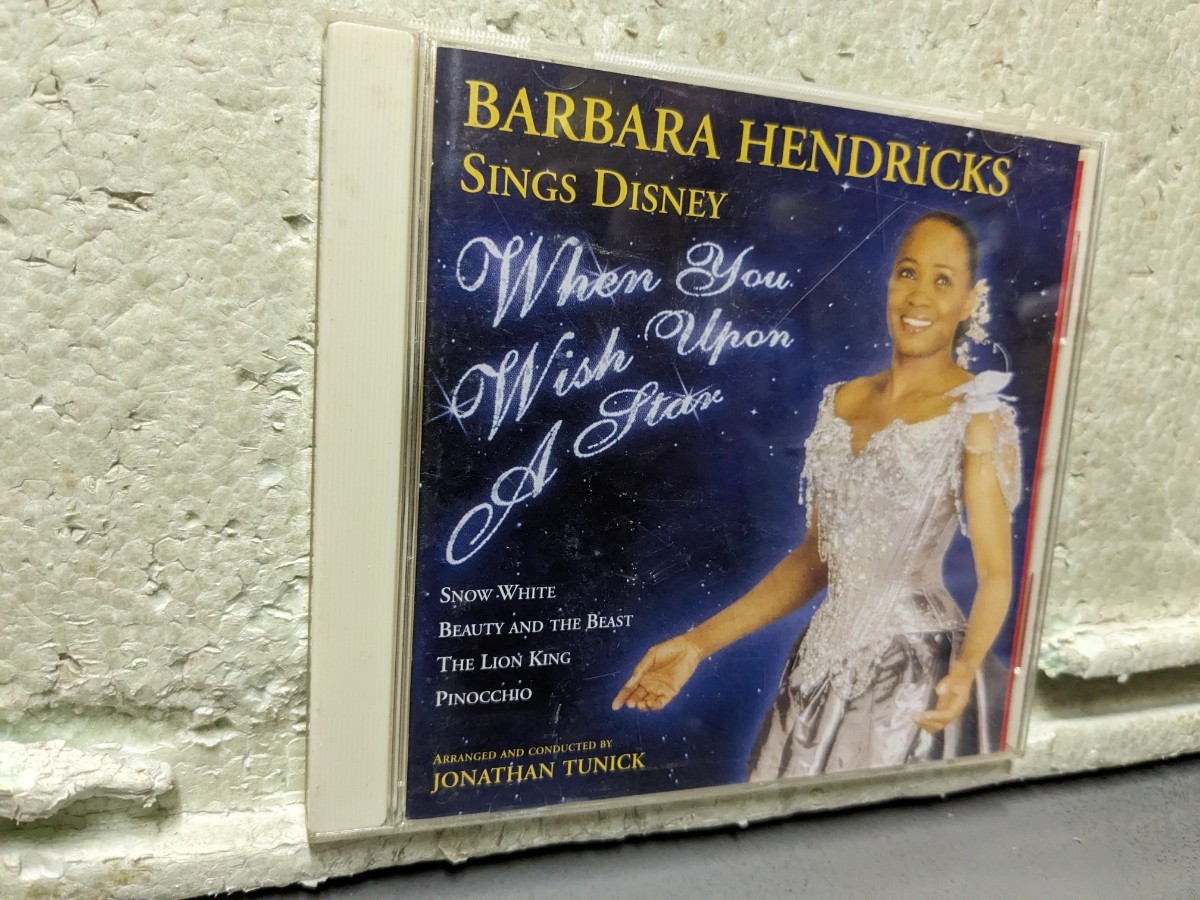 BARBARA HENDRICKS
SINGS DISNEY
When You
Wish Upon
A Star
SNOW WHITE
BEAUTY AND THE BEAST
THE LION KING
PINOCCHIO
ARRANGED AND CONDUCTED BY
JONATHAN TUNICK